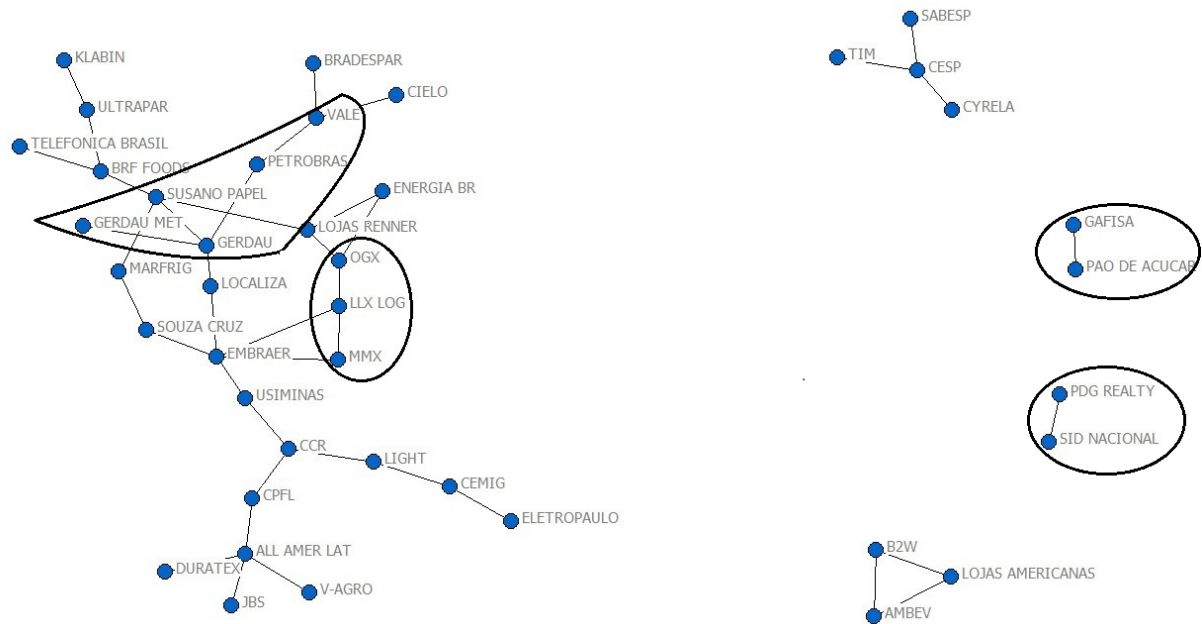 SABESP
KLABIN
BRADESPAR
TIM
CESP
CIELO
ULTRAPAR
CYRELA
VALE
TELEFONICA BRASIL
BRF FOODS
PETROBRAS
SUSANO PAPEL
ENERGIA BR
GERDAU MET
LOJAS RENNER
GAFISA
GERDAU
OGX
MARFRIG
PAO DE ACUCAR
LOCALIZA
LLX LOG
SOUZA CRUZ
EMBRAER
MMX
USIMINAS
PDG REALTY
SID NACIONAL
CCR
LIGHT
CEMIG
CPFL
ELETROPAULO
B2W
ALL AMER LAT
DURATEX
LOJAS AMERICANAS
V-AGRO
JBS
AMBEV